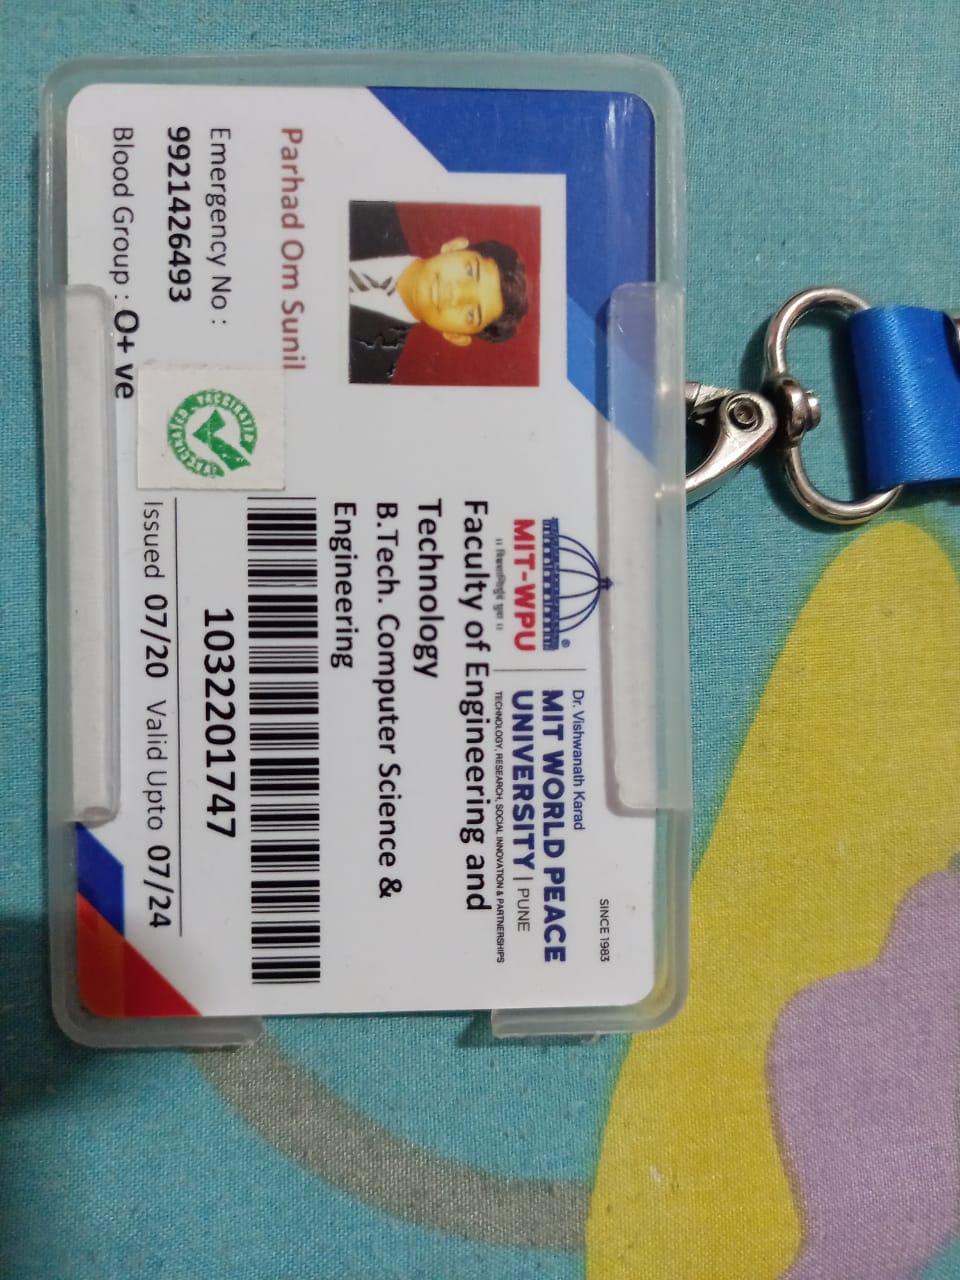 SINCE 1983
Dr. Vishwanath Karad
MIT-WPU
MIT WORLD PEACE
UNIVERSITY | PUNE
TECHNOLOGY, RESEARCH, SOCIAL INNOVATION & PARTNERSHIPS
Faculty of Engineering and
Technology
B.Tech. Computer Science &
Engineering
1032201747
Issued 07/20 Valid Upto 07/24
Parhad Om Sunil
Emergency No :
9921426493
Blood Group : O+ ve
VACCINATED
VACCINATED
VACCINATED